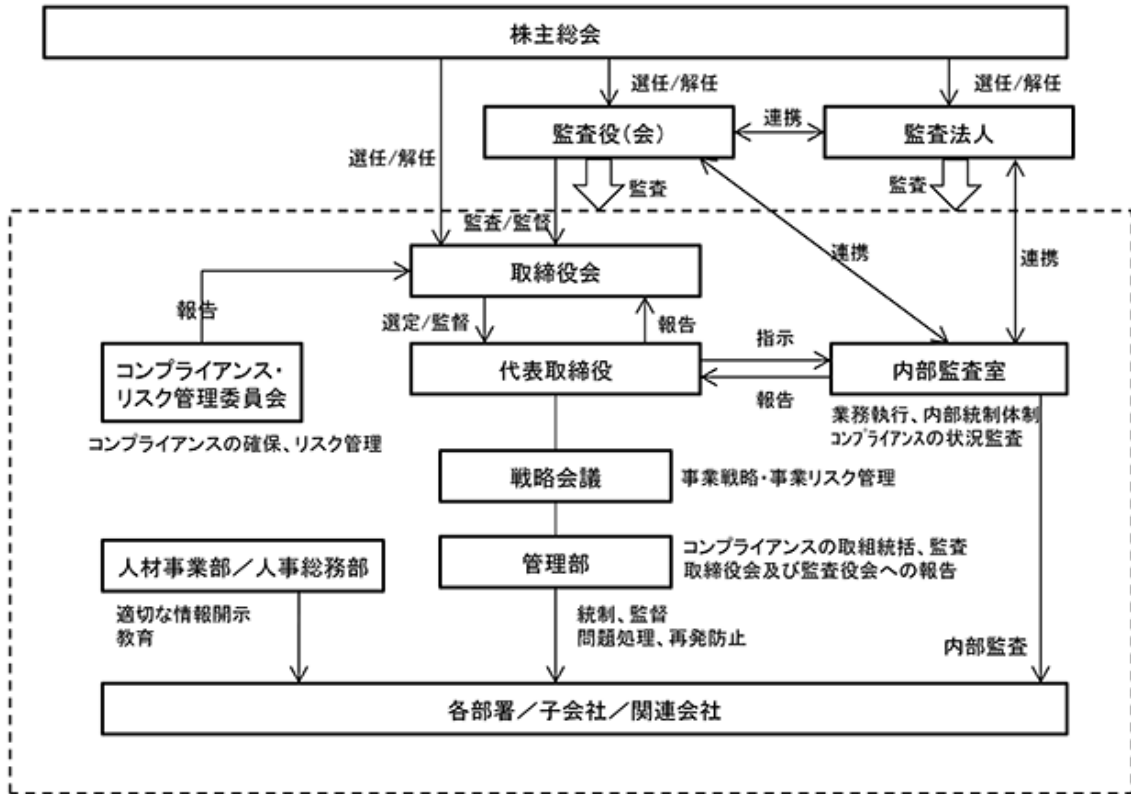 株主総会
選任/解任
選任/解任
監査役(会)
連携
監査法人
選任/解任
監査
監査
監査/監督
取締役会
連携
連携
報告
選定/監督
報告
指示
コンプライアンス・
リスク管理委員会
代表取締役
内部監査室
報告
コンプライアンスの確保、リスク管理
業務執行、内部統制体制
コンプライアンスの状況監査
戦略会議
事業戦略・事業リスク管理
人材事業部/人事総務部
管理部
コンプライアンスの取組統括、監査
取締役会及び監査役会への報告
適切な情報開示
教育
統制、監督
問題処理、再発防止
内部監査
各部署/子会社/関連会社